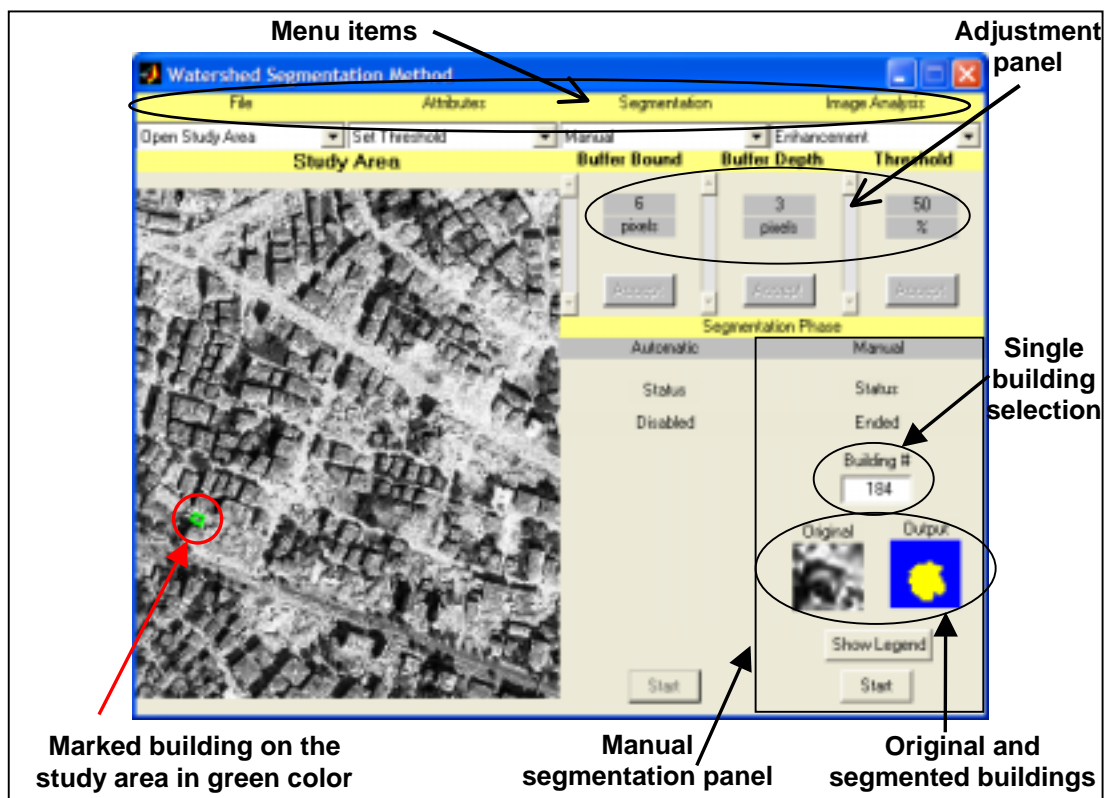 Menu items
Adjustment
panel
Watershed Segmentation Method
File Attributes Segmentation Image Analysis
Open Study Area Set Threshold Manual Enhancement
Study Area Buffer Bound Buffer Depth Threshold
6 3 50
pixels pixels %
Accept Accept Accept
Segmentation Phase
Automatic Manual
Single
building
selection
Status Status
Disabled Ended
Building #
184
Original Output
Show Legend
Start Start
Marked building on the
study area in green color
Manual
segmentation panel
Original and
segmented buildings